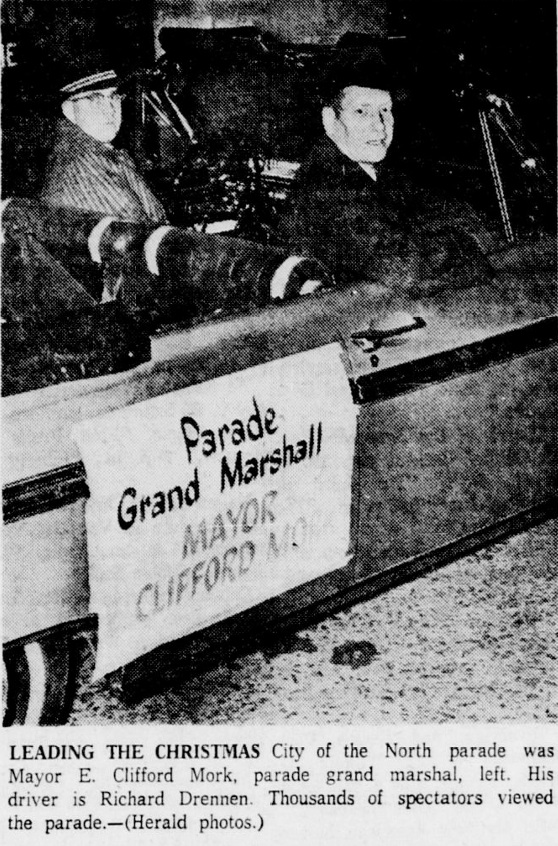 Parade
Grand Marshall
MAYOR
CLIFFORD MORK
LEADING THE CHRISTMAS City of the North parade was
Mayor E. Clifford Mork, parade grand marshal, left. His
driver is Richard Drennen. Thousands of spectators viewed
the parade.—(Herald photos.)